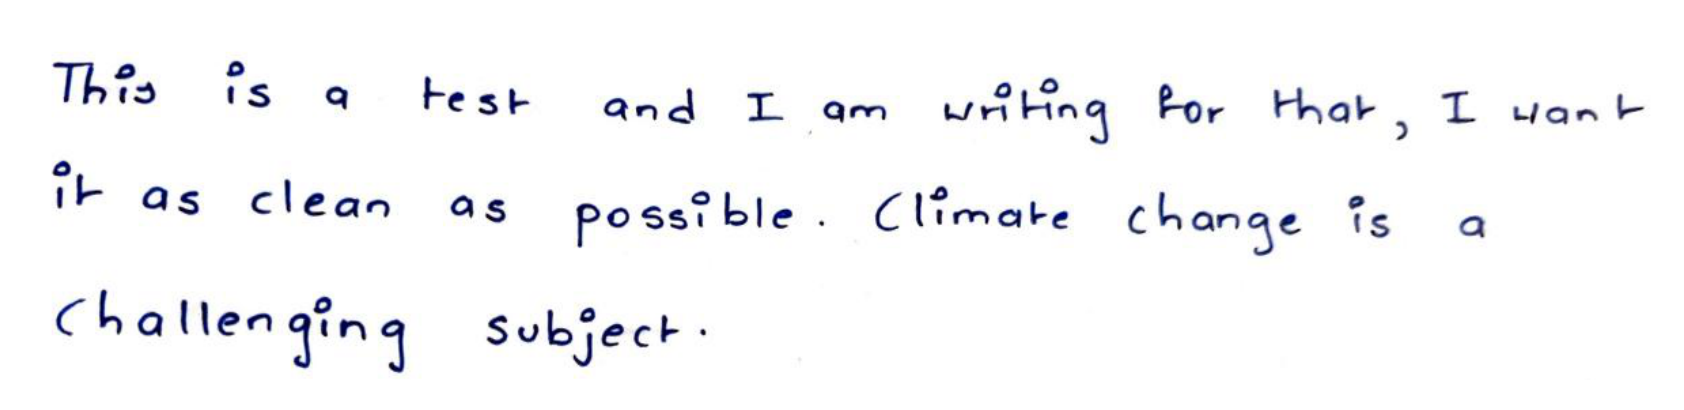 This is a test and I am writing for that, I want
it as clean as possible. Climate change is a
challenging subject.